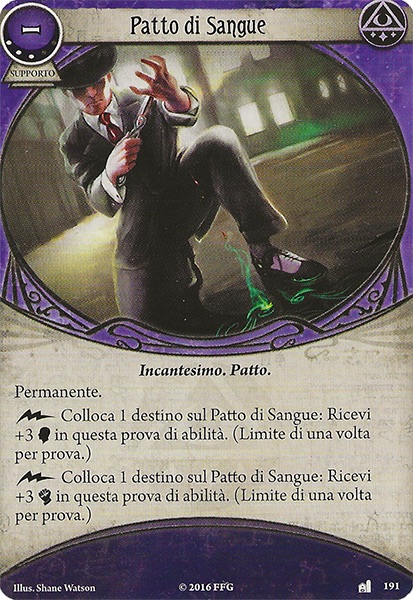 Patto di Sangue
SUPPORTO
Incantesimo. Patto.
Permanente.
Colloca 1 destino sul Patto di Sangue: Ricevi
+3 in questa prova di abilità. (Limite di una volta
per prova.)
Colloca 1 destino sul Patto di Sangue: Ricevi
+3 in questa prova di abilità. (Limite di una volta
per prova.)
Illus. Shane Watson © 2016 FFG 191